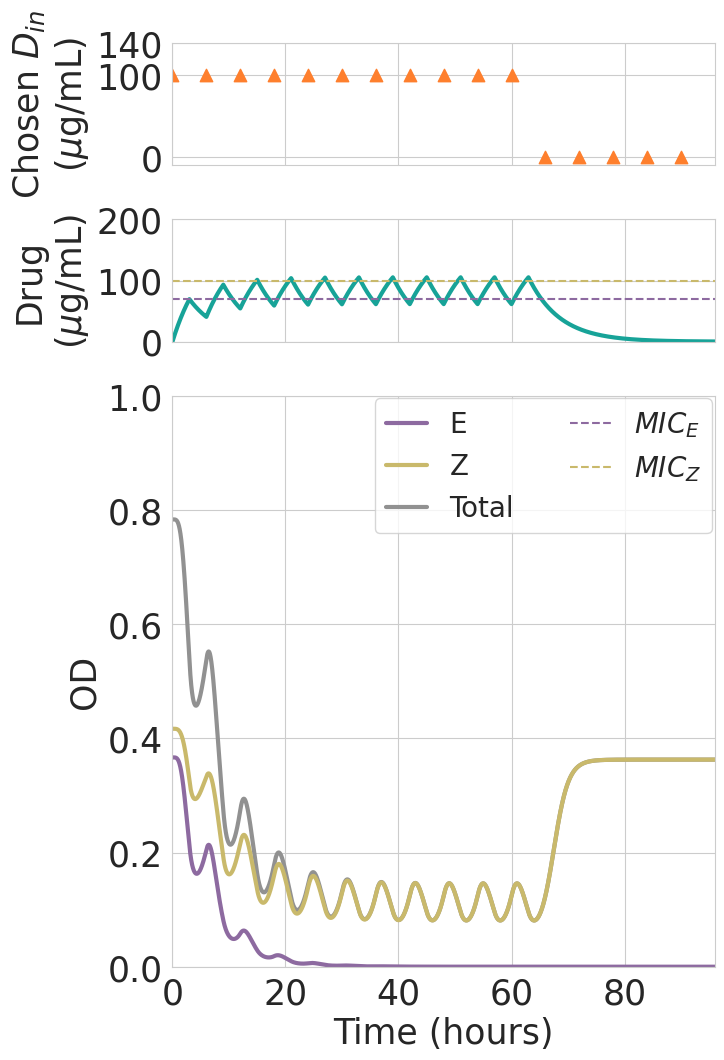 Chosen D_in
(μg/mL)
140
100
0
Drug
(μg/mL)
200
100
0
OD
1.0
0.8
0.6
0.4
0.2
0.0
E
Z
Total
MIC_E
MIC_Z
0 20 40 60 80
Time (hours)